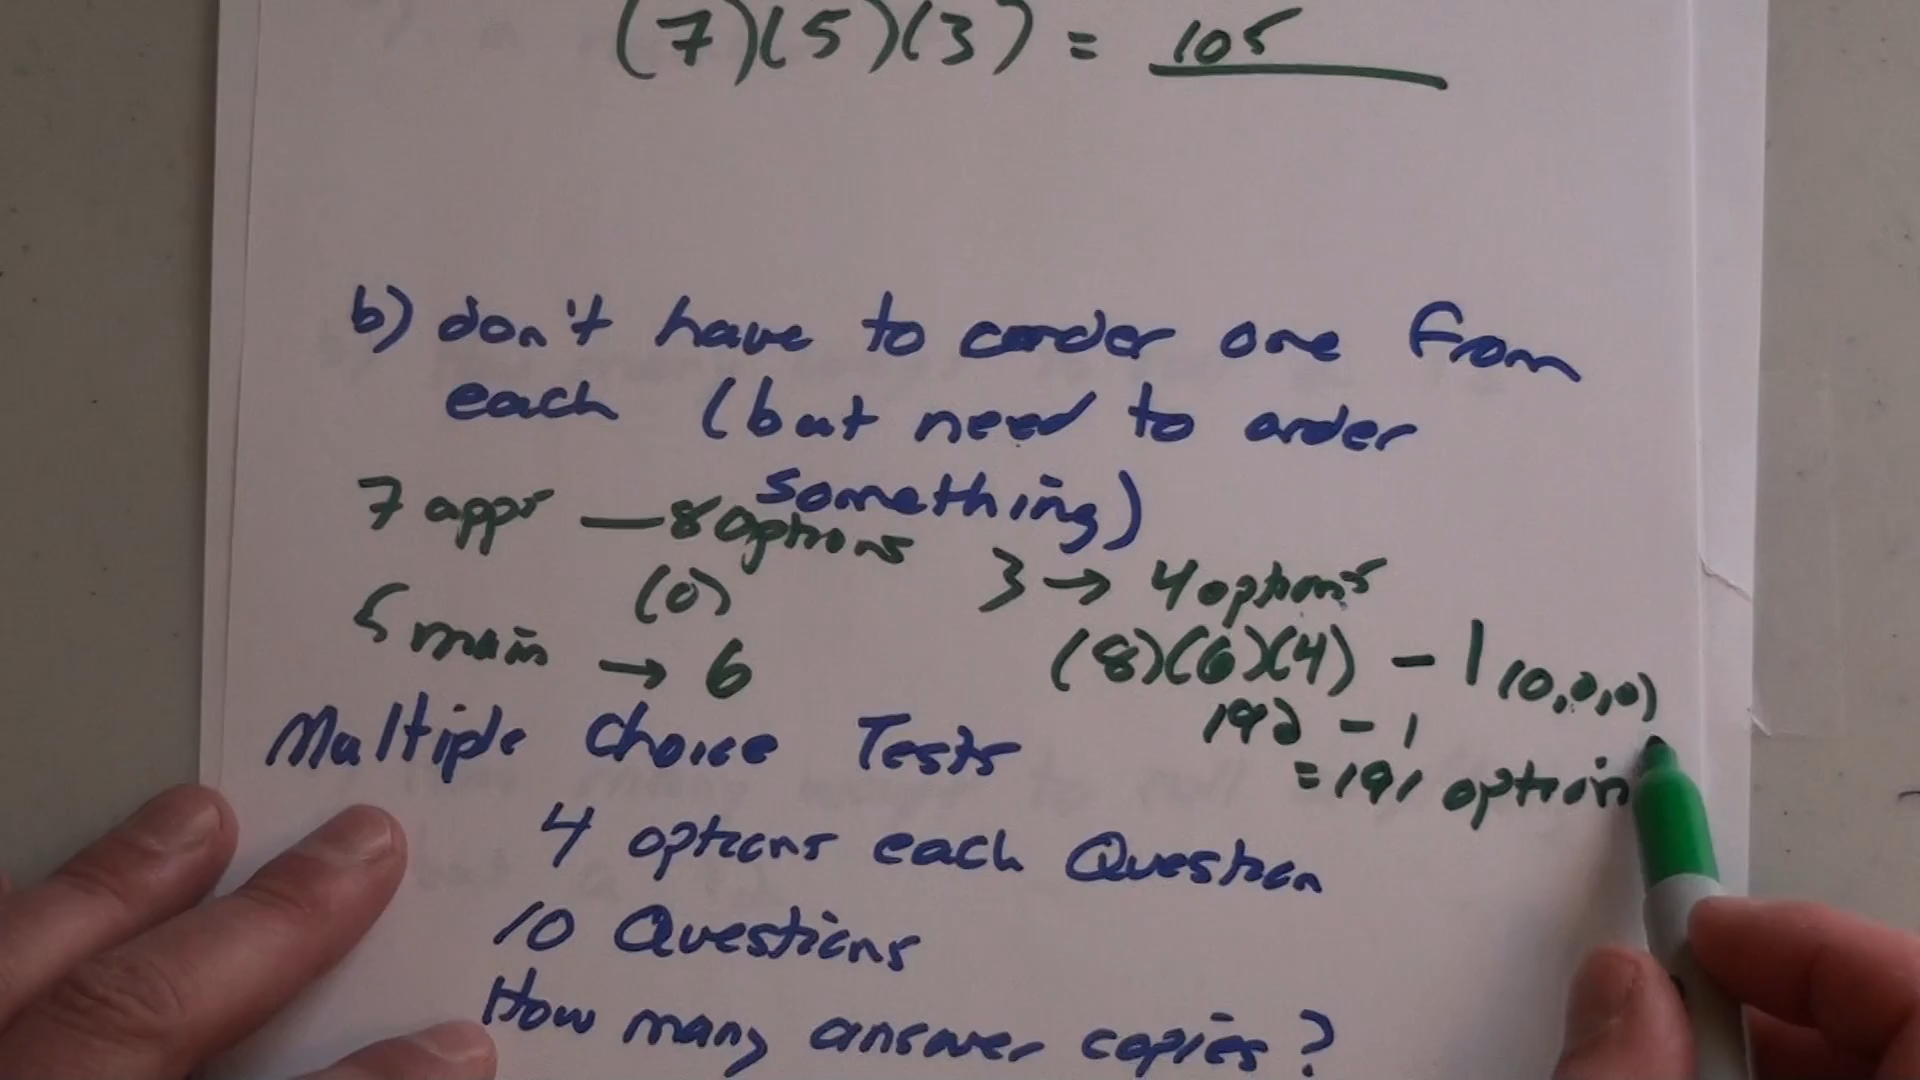 (7)(5)(3) = 105
b) don't have to order one from
each (but need to order
something)
7 apps — 8 options
(0)
3 → 4 options
5 main → 6
(8)(6)(4) - 1 (0,0,0)
192 - 1
= 191 option
Multiple Choice Tests
4 options each Question
10 Questions
How many answer copies?